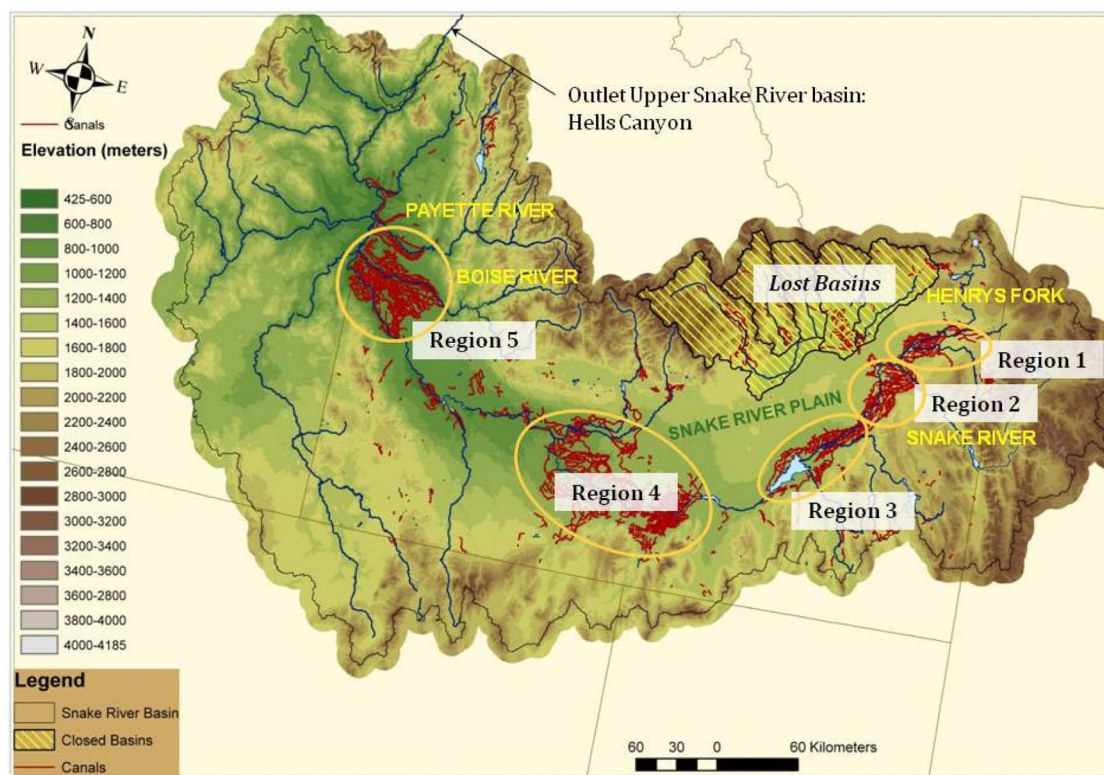 N
W
E
S
Canals
Elevation (meters)
425-600
600-800
800-1000
1000-1200
1200-1400
1400-1600
1600-1800
1800-2000
2000-2200
2200-2400
2400-2600
2600-2800
2800-3000
3000-3200
3200-3400
3400-3600
3600-2800
3800-4000
4000-4185
Legend
Snake River Basin
Closed Basins
Canals
Outlet Upper Snake River basin:
Hells Canyon
PAYETTE RIVER
BOISE RIVER
Region 5
Lost Basins
HENRYS FORK
Region 1
Region 2
SNAKE RIVER PLAIN
SNAKE RIVER
Region 4
Region 3
60 30 0 60 Kilometers